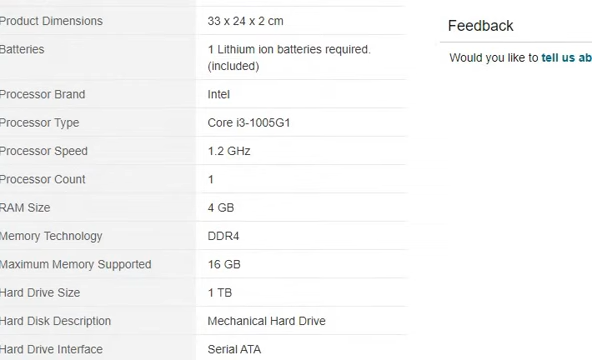 Product Dimensions 33 x 24 x 2 cm
Batteries 1 Lithium ion batteries required.
(included)
Processor Brand Intel
Processor Type Core i3-1005G1
Processor Speed 1.2 GHz
Processor Count 1
RAM Size 4 GB
Memory Technology DDR4
Maximum Memory Supported 16 GB
Hard Drive Size 1 TB
Hard Disk Description Mechanical Hard Drive
Hard Drive Interface Serial ATA
Feedback
Would you like to tell us ab